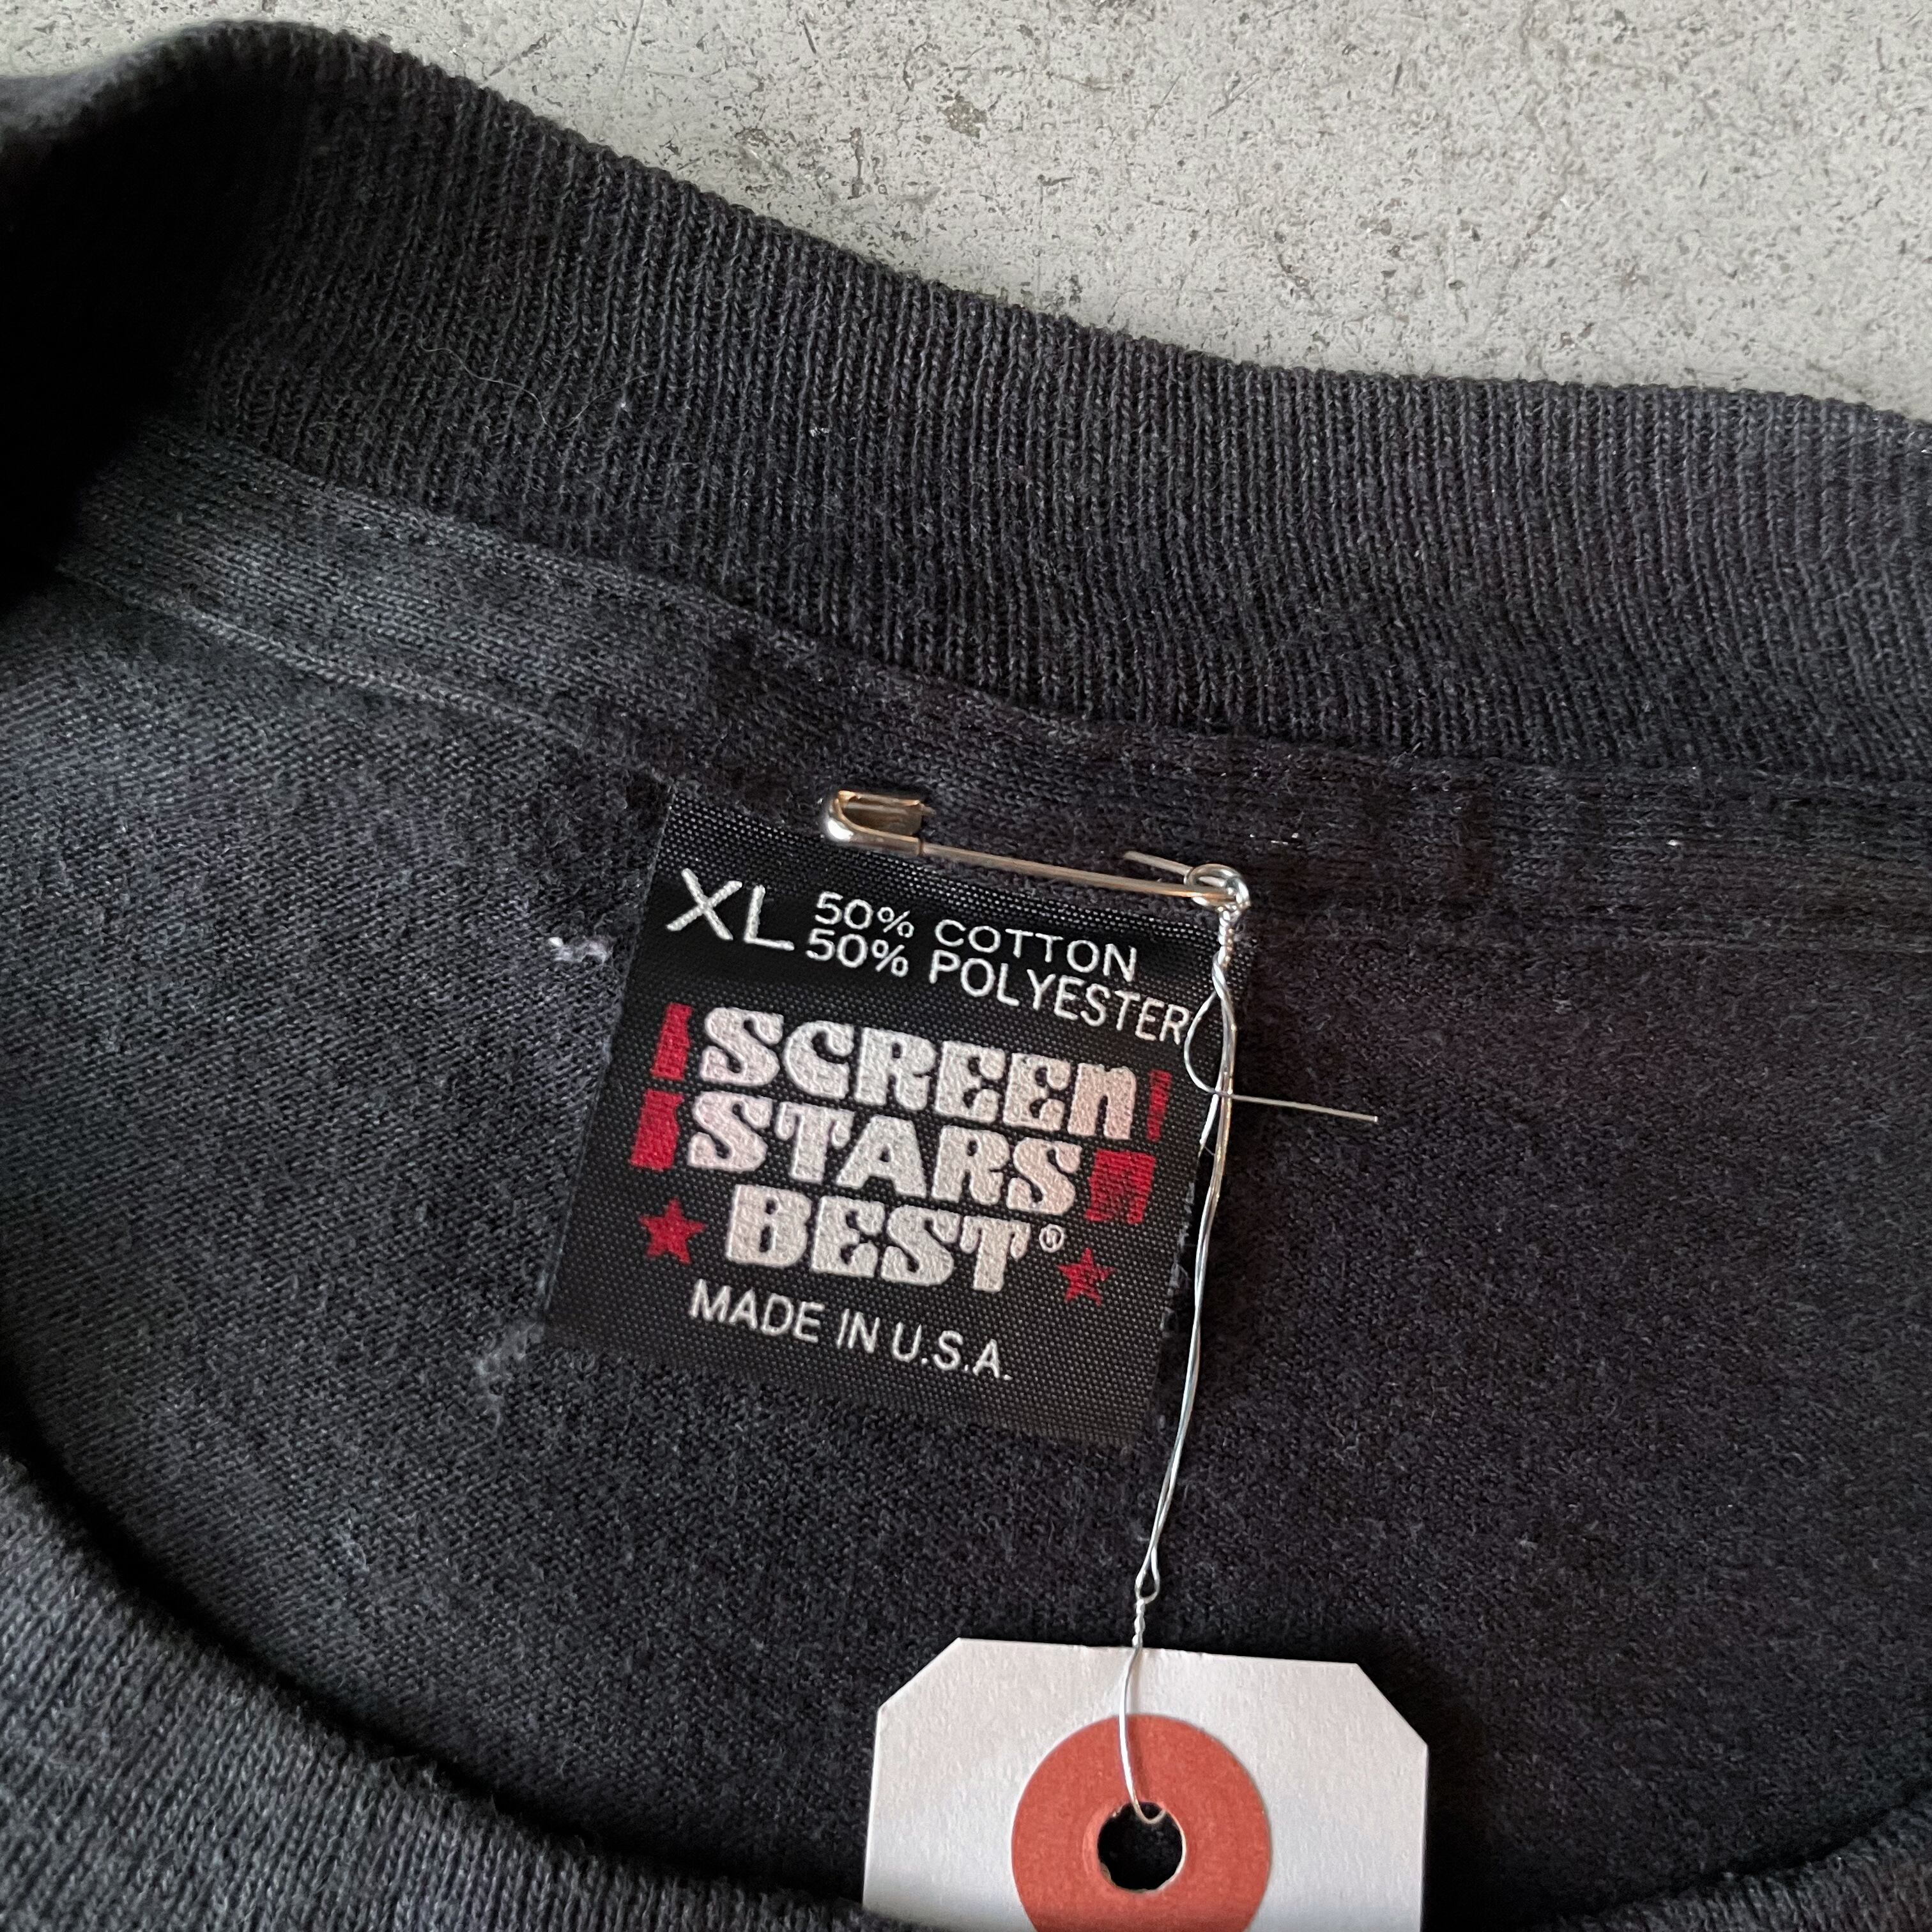 XL 50% COTTON
50% POLYESTER
SCREEN
STARS
BEST®
MADE IN U.S.A.